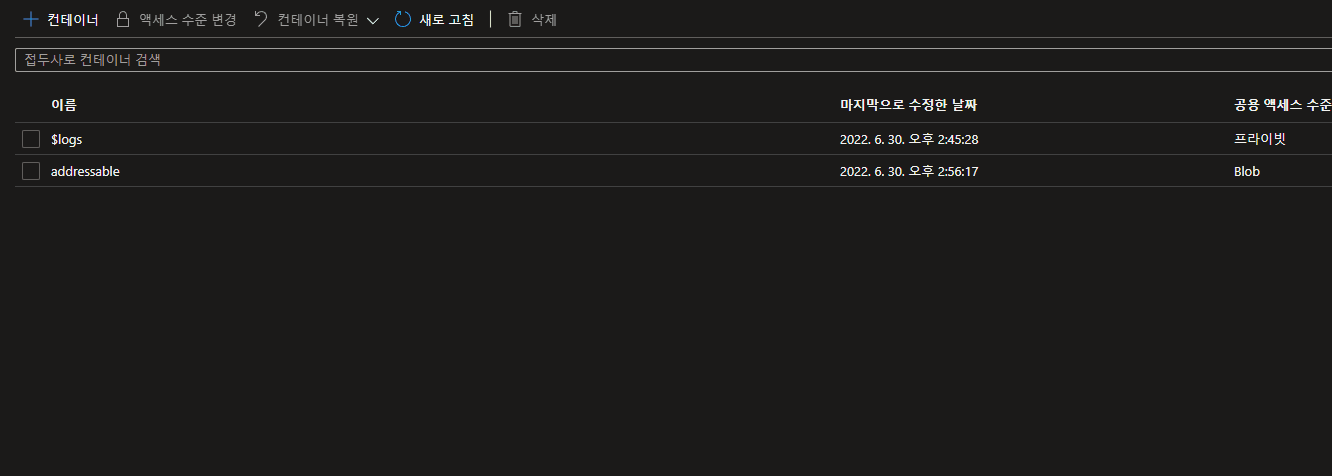 컨테이너 액세스 수준 변경 컨테이너 복원 새로 고침 삭제
접두사로 컨테이너 검색
이름 마지막으로 수정한 날짜 공용 액세스 수준
$logs 2022. 6. 30. 오후 2:45:28 프라이빗
addressable 2022. 6. 30. 오후 2:56:17 Blob